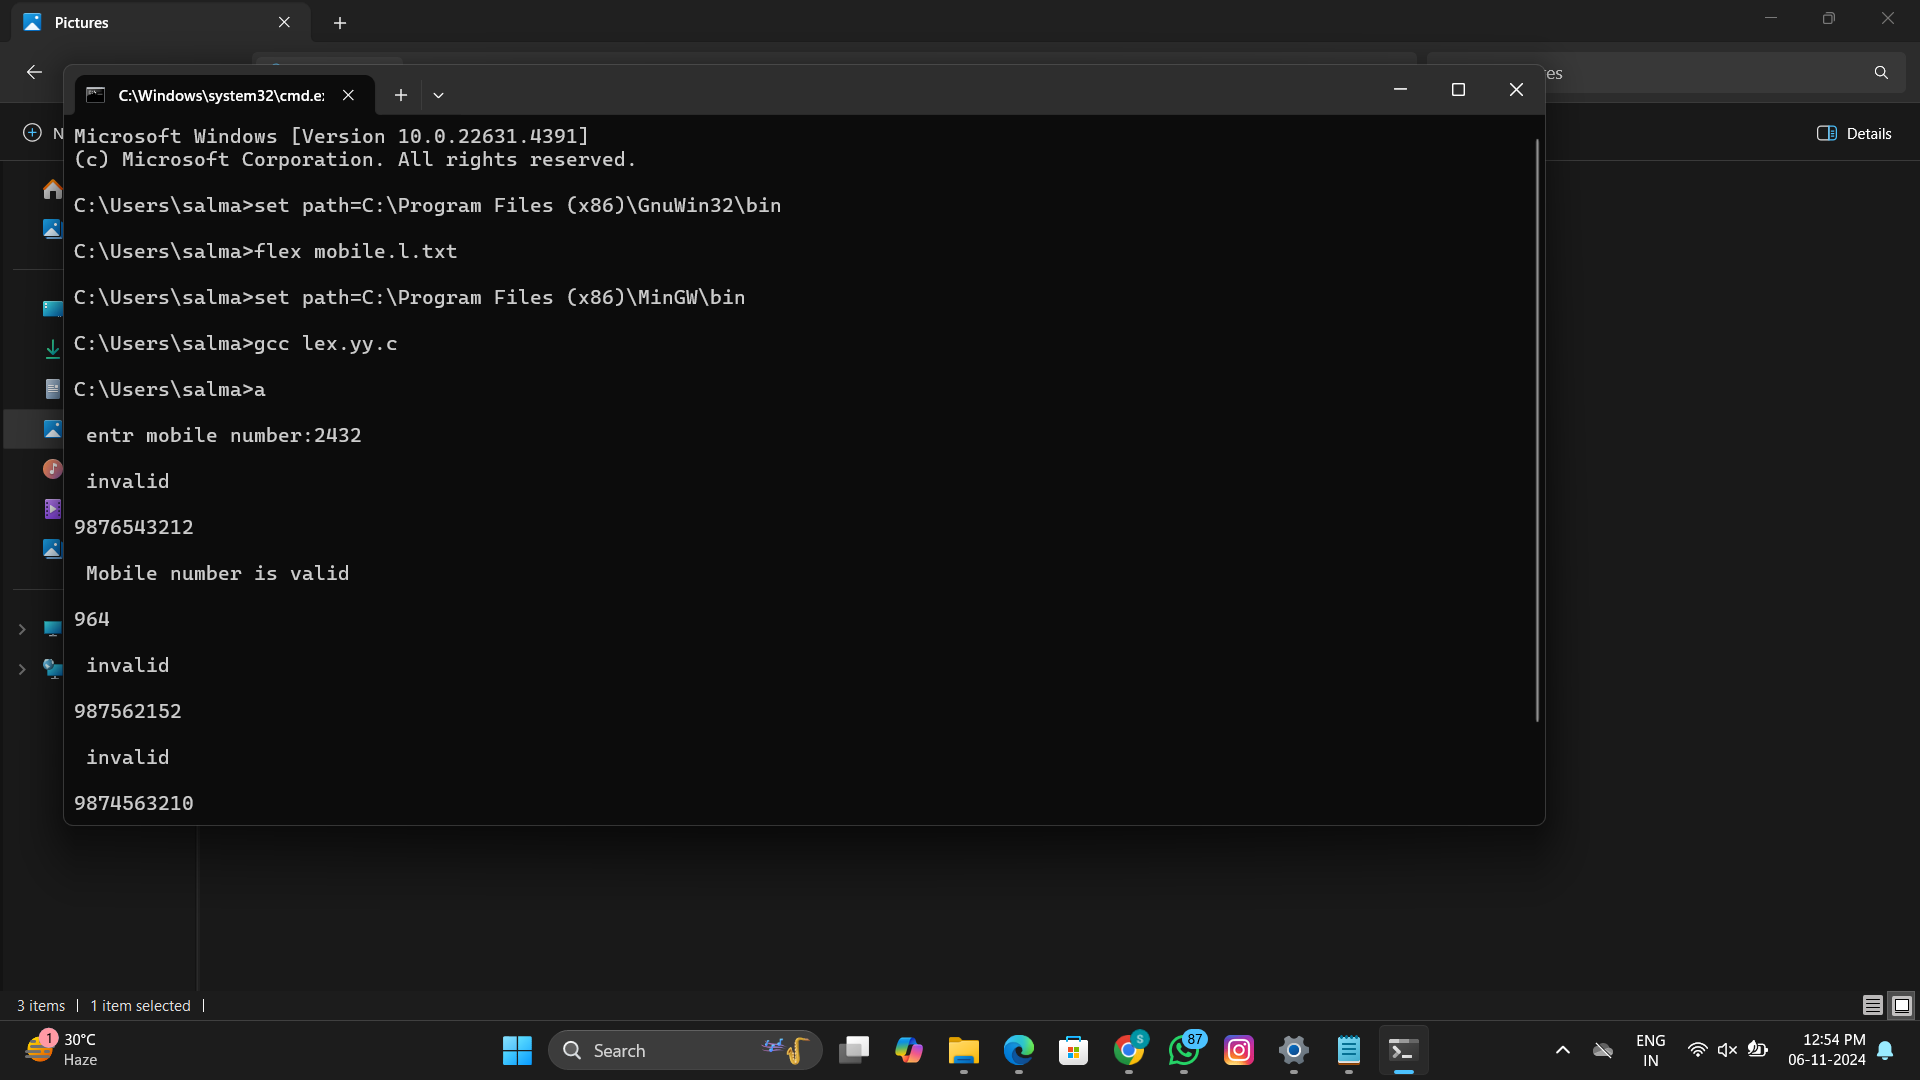 Pictures
es
C:\Windows\system32\cmd.e
N
Details
Microsoft Windows [Version 10.0.22631.4391]
(c) Microsoft Corporation. All rights reserved.
C:\Users\salma>set path=C:\Program Files (x86)\GnuWin32\bin
C:\Users\salma>flex mobile.l.txt
C:\Users\salma>set path=C:\Program Files (x86)\MinGW\bin
C:\Users\salma>gcc lex.yy.c
C:\Users\salma>a
entr mobile number:2432
invalid
9876543212
Mobile number is valid
964
invalid
987562152
invalid
9874563210
3 items | 1 item selected |
1
30°C
Haze
Search
S
87
ENG
IN
12:54 PM
06-11-2024